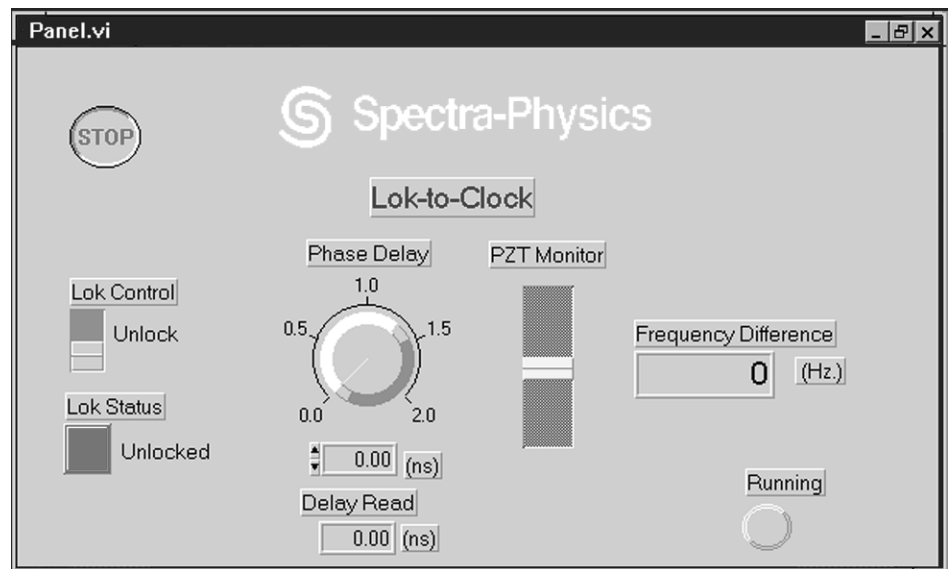 Panel.vi
STOP
Spectra-Physics
Lok-to-Clock
Phase Delay
PZT Monitor
Lok Control
Unlock
0.0
0.5
1.0
1.5
2.0
Frequency Difference
0 (Hz.)
Lok Status
Unlocked
0.00 (ns)
Delay Read
0.00 (ns)
Running